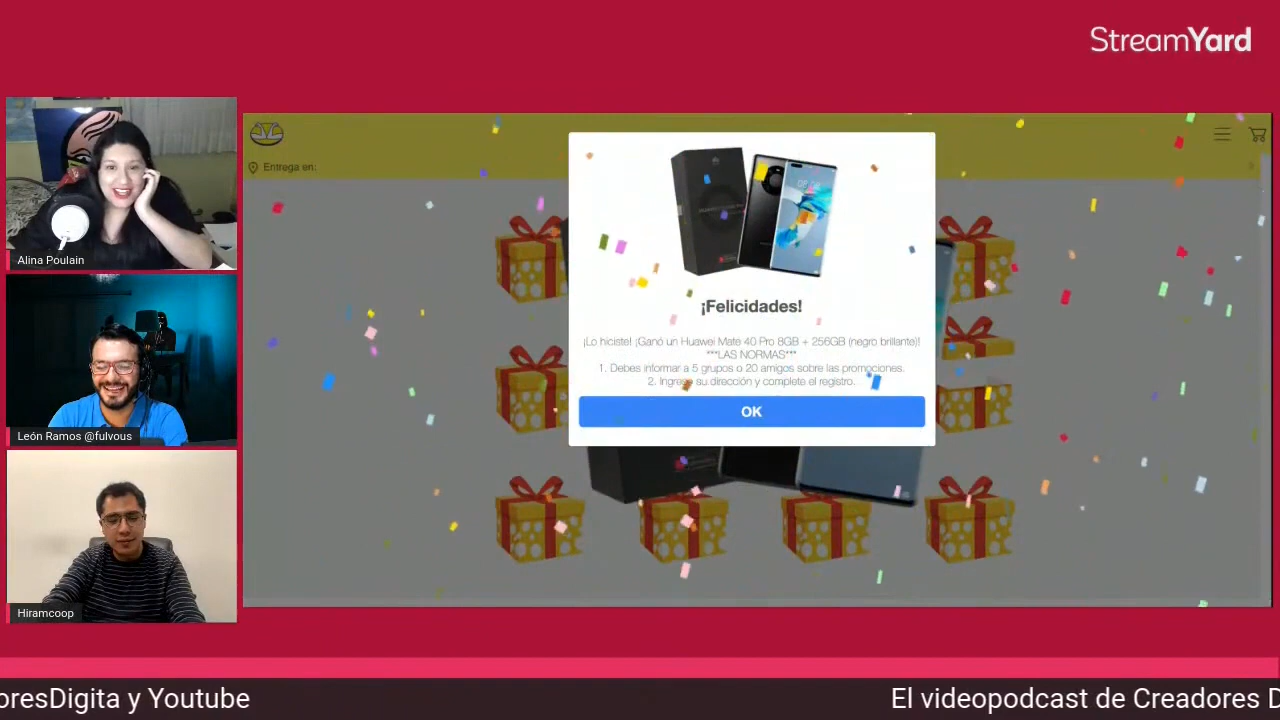 StreamYard
Alina Poulain
León Ramos @fulvous
Hiramcoop
Entrega en:
¡Felicidades!
¡Lo hiciste! ¡Ganó un Huawei Mate 40 Pro 8GB + 256GB (negro brillante)!
***LAS NORMAS***
1. Debes informar a 5 grupos o 20 amigos sobre las promociones.
2. Ingrese su dirección y complete el registro.
OK
oresDigita y Youtube
El videopodcast de Creadores D